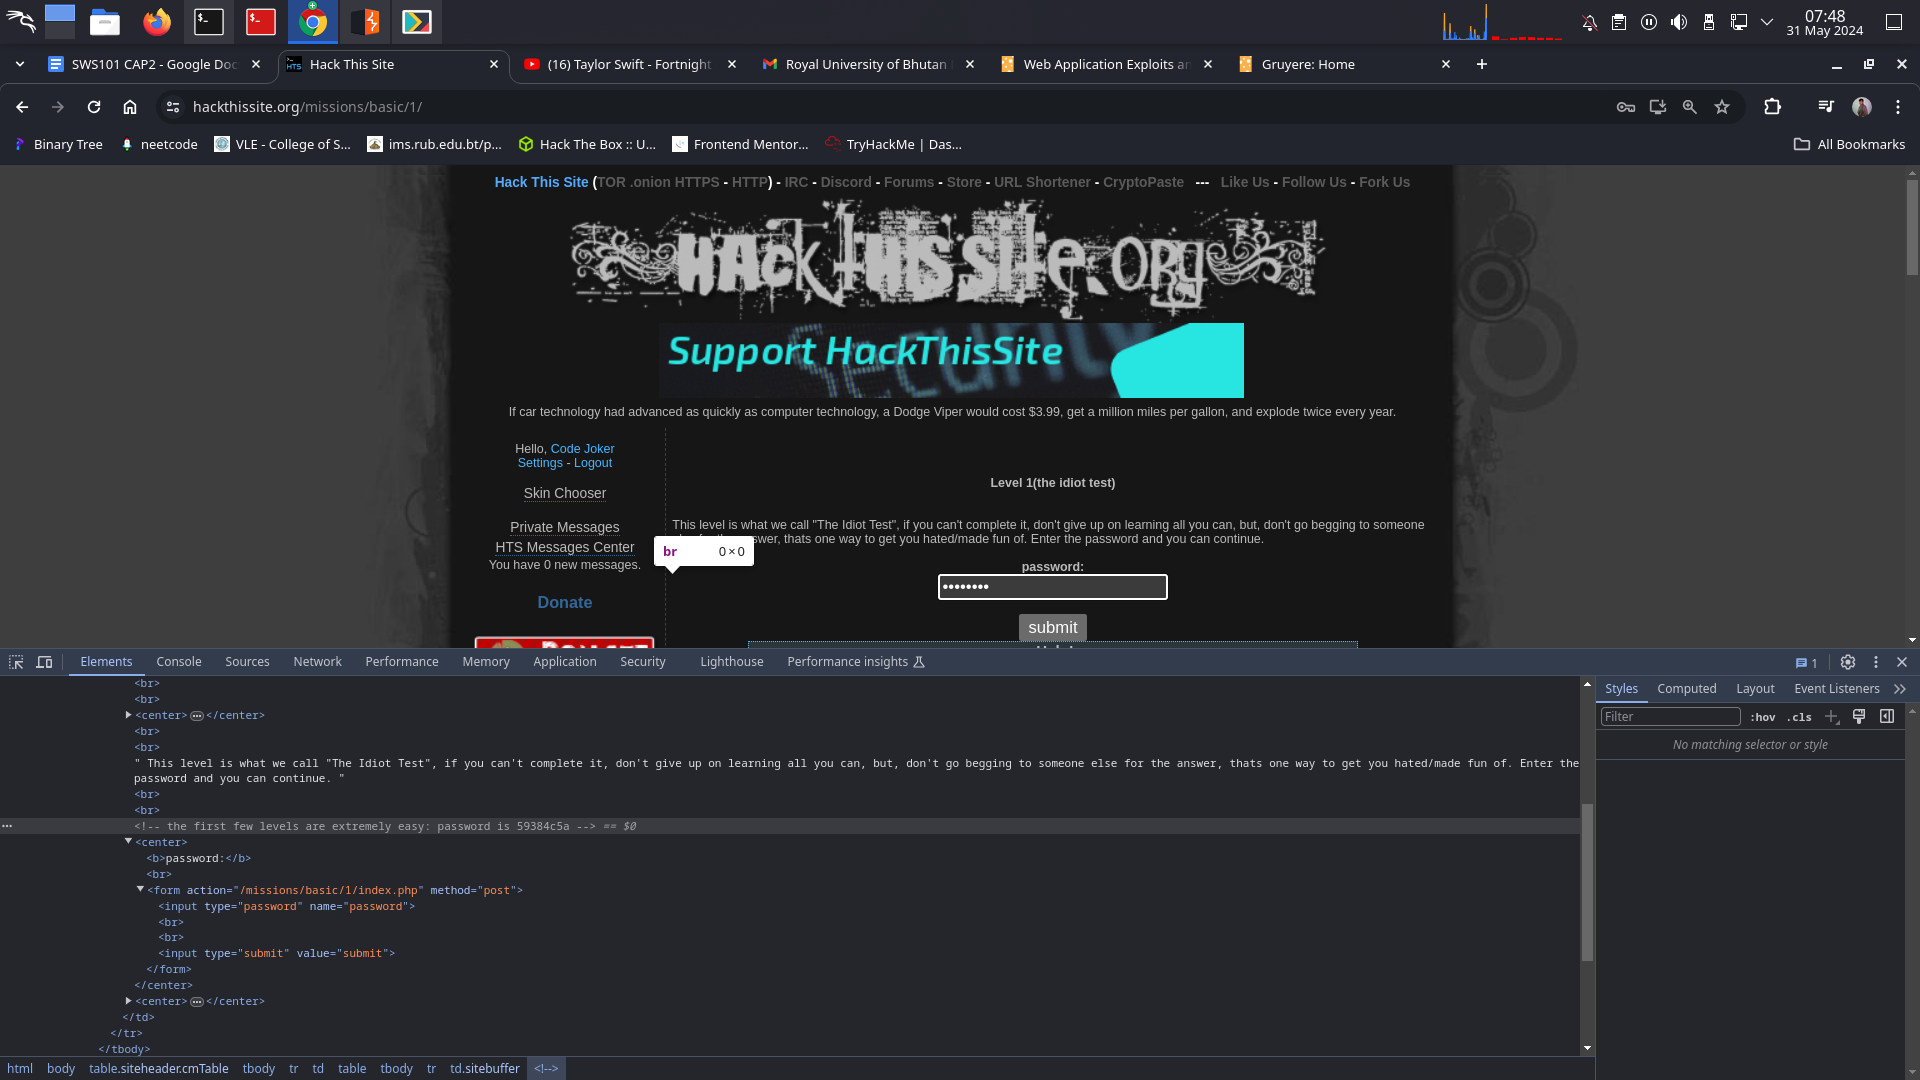 07:48
31 May 2024
SWS101 CAP2 - Google Doc
Hack This Site
(16) Taylor Swift - Fortnight
Royal University of Bhutan
Web Application Exploits an
Gruyere: Home
hackthissite.org/missions/basic/1/
Binary Tree
neetcode
VLE - College of S...
ims.rub.edu.bt/p...
Hack The Box :: U...
Frontend Mentor...
TryHackMe | Das...
All Bookmarks
Hack This Site (TOR .onion HTTPS - HTTP) - IRC - Discord - Forums - Store - URL Shortener - CryptoPaste --- Like Us - Follow Us - Fork Us
HAck tHIS SitE.ORg
Support HackThisSite
If car technology had advanced as quickly as computer technology, a Dodge Viper would cost $3.99, get a million miles per gallon, and explode twice every year.
Hello, Code Joker
Settings - Logout
Skin Chooser
Private Messages
HTS Messages Center
You have 0 new messages.
Donate
Level 1(the idiot test)
This level is what we call "The Idiot Test", if you can't complete it, don't give up on learning all you can, but, don't go begging to someone
thats one way to get you hated/made fun of. Enter the password and you can continue.
br 0×0
password:
••••••••
submit
Elements
Console
Sources
Network
Performance
Memory
Application
Security
Lighthouse
Performance insights
1
<br>
<br>
<center> ••• </center>
<br>
<br>
" This level is what we call "The Idiot Test", if you can't complete it, don't give up on learning all you can, but, don't go begging to someone else for the answer, thats one way to get you hated/made fun of. Enter the
password and you can continue. "
<br>
<br>
<!-- the first few levels are extremely easy: password is 59384c5a --> == $0
<center>
<b>password:</b>
<br>
<form action="/missions/basic/1/index.php" method="post">
<input type="password" name="password">
<br>
<br>
<input type="submit" value="submit">
</form>
</center>
<center> ••• </center>
</td>
</tr>
</tbody>
Styles
Computed
Layout
Event Listeners
Filter
:hov
.cls
No matching selector or style
html
body
table.siteheader.cmTable
tbody
tr
td
table
tbody
tr
td.sitebuffer
<!-->